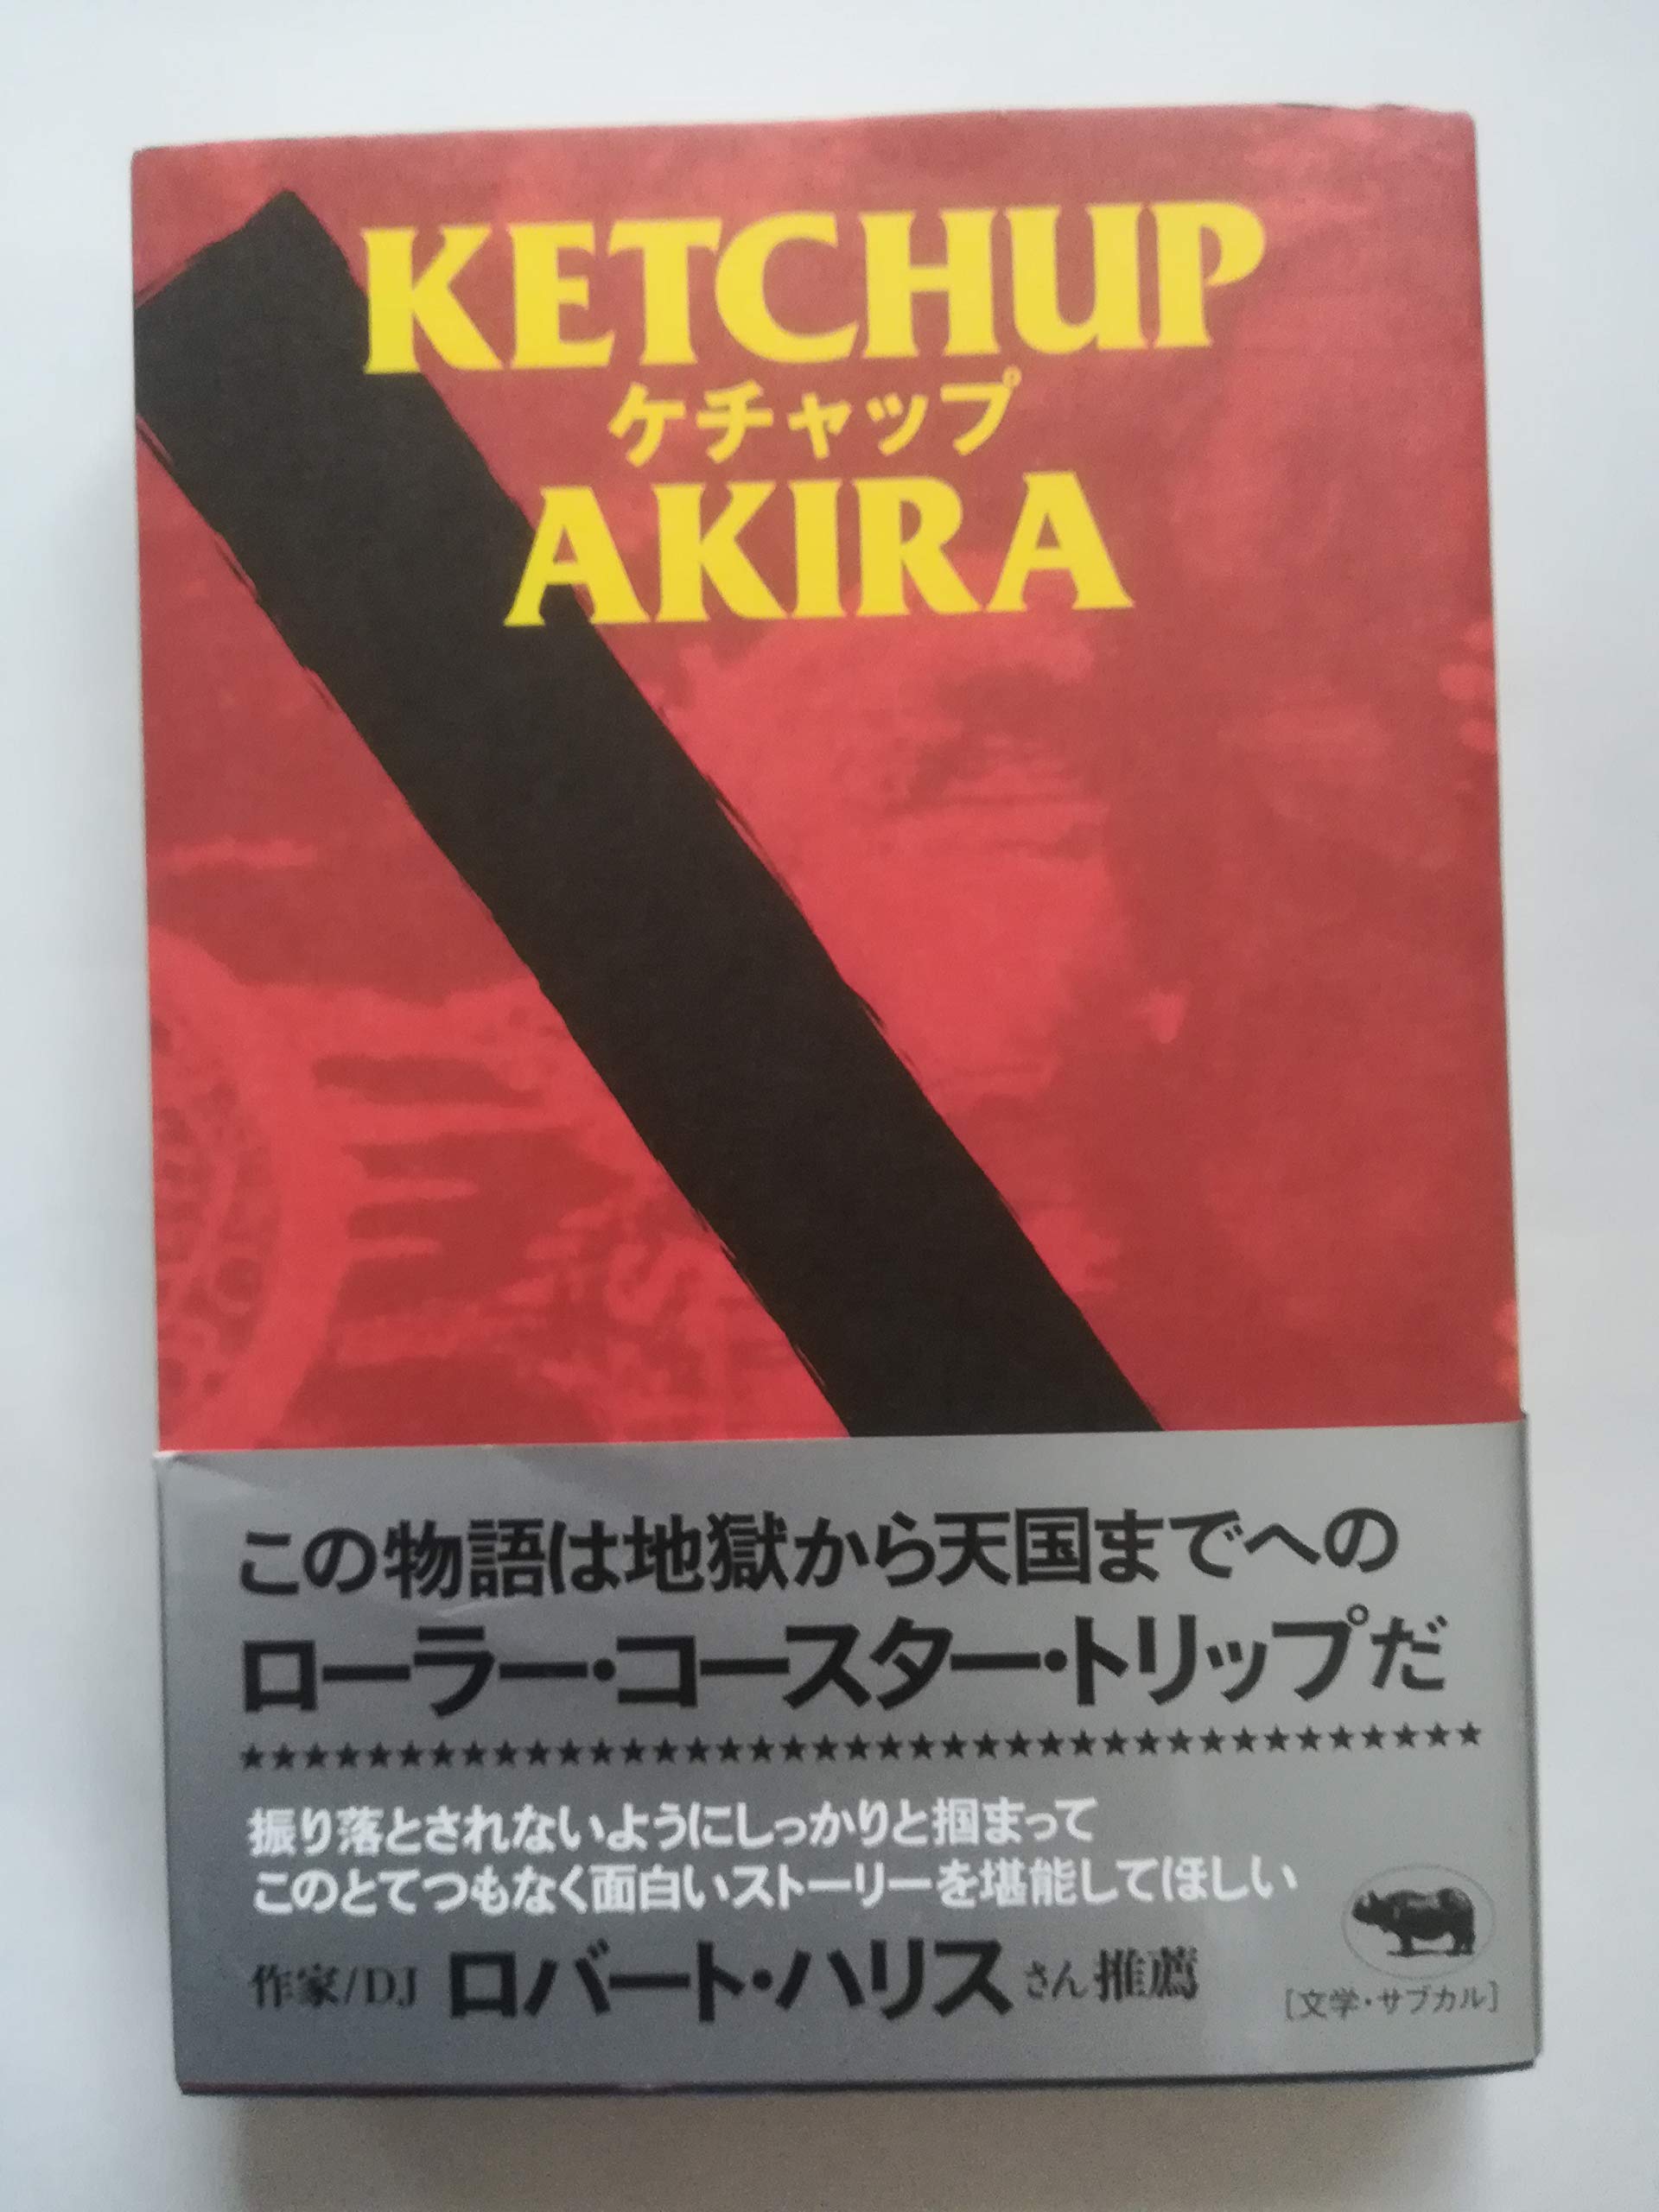 KETCHUP
ケチャップ
AKIRA
この物語は地獄から天国までへの
ローラー・コースター・トリップだ
★★★★★★★★★★★★★★★★★★★★★★★★★★★★★★★★★★★★★★★
振り落とされないようにしっかりと掴まって
このとてつもなく面白いストーリーを堪能してほしい
作家/DJ ロバート・ハリスさん推薦
[文学・サブカル]